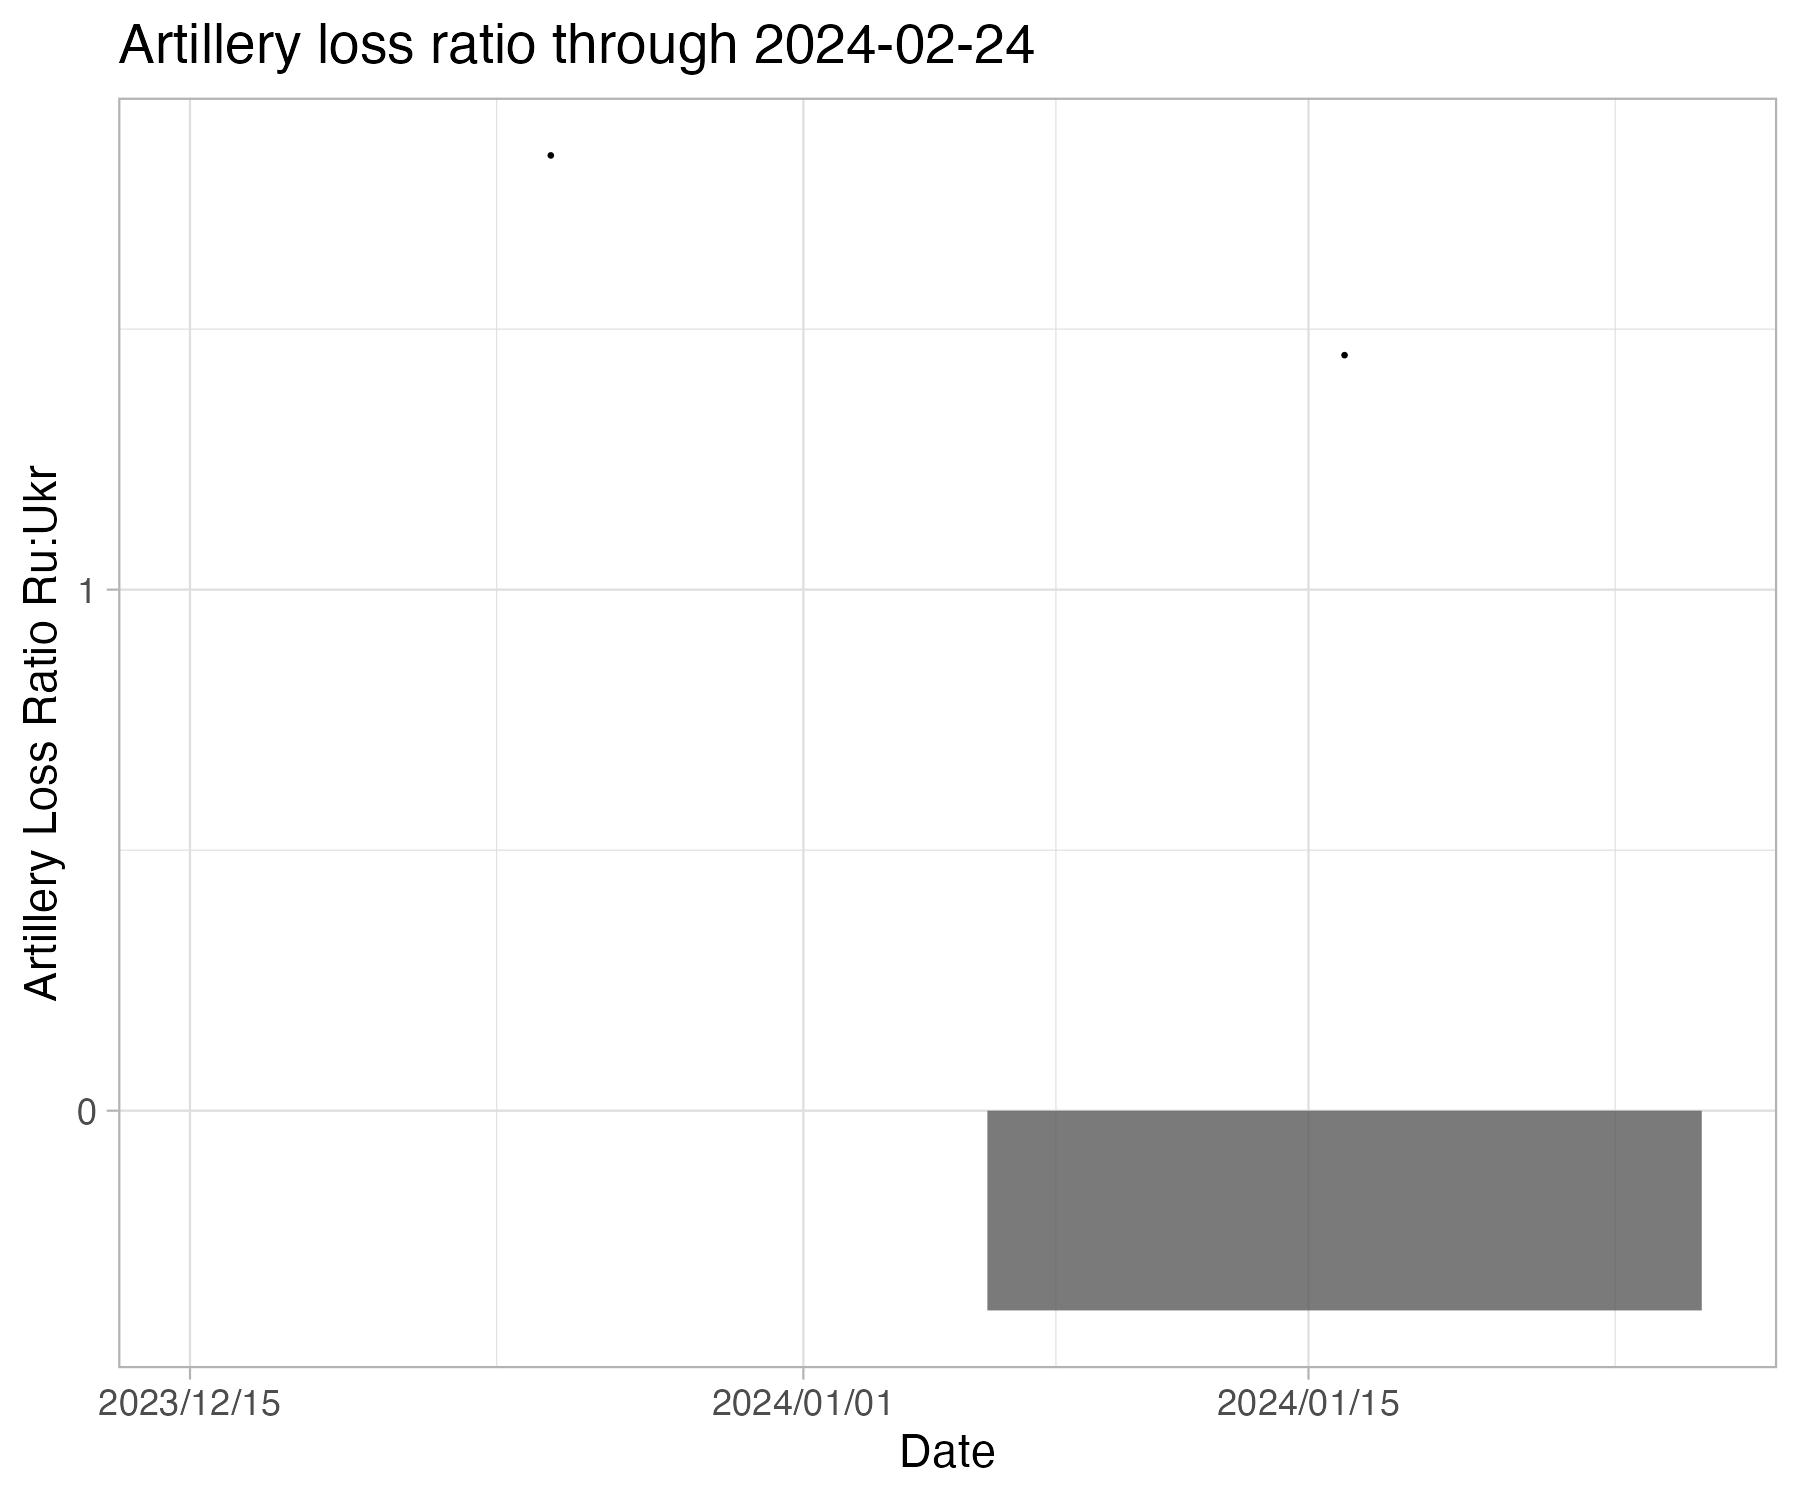 Artillery loss ratio through 2024-02-24
Artillery Loss Ratio Ru:Ukr
1
0
2023/12/15
2024/01/01
2024/01/15
Date